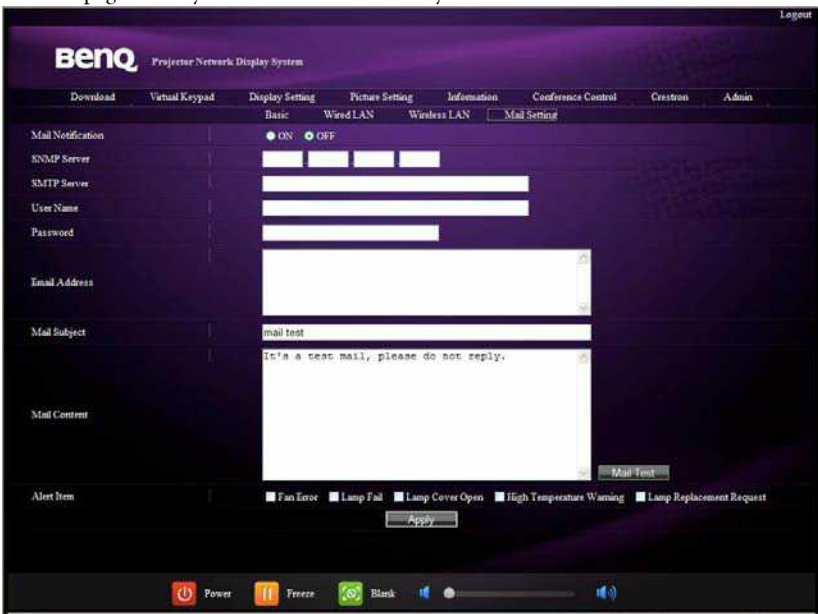 Logout
BenQ Projector Network Display System
Download Virtual Keypad Display Setting Picture Setting Information Conference Control Crestron Admin
Basic Wired LAN Wireless LAN Mail Setting
Mail Notification ON OFF
SNMP Server . . .
SMTP Server
User Name
Password
Email Address
Mail Subject mail test
It's a test mail, please do not reply.
Mail Content
Mail Test
Alert Item Fan Error Lamp Fail Lamp Cover Open High Temperature Warning Lamp Replacement Request
Apply
Power Freeze Blank